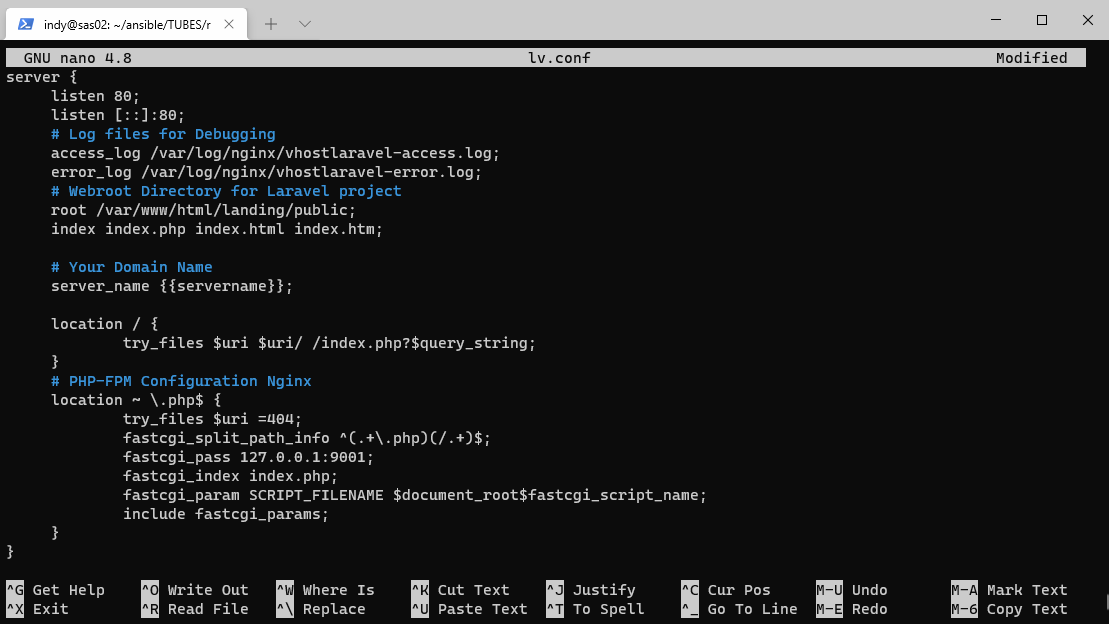 indy@sas02: ~/ansible/TUBES/r
GNU nano 4.8 lv.conf Modified
server {
listen 80;
listen [::]:80;
# Log files for Debugging
access_log /var/log/nginx/vhostlaravel-access.log;
error_log /var/log/nginx/vhostlaravel-error.log;
# Webroot Directory for Laravel project
root /var/www/html/landing/public;
index index.php index.html index.htm;
# Your Domain Name
server_name {{servername}};
location / {
try_files $uri $uri/ /index.php?$query_string;
}
# PHP-FPM Configuration Nginx
location ~ \.php$ {
try_files $uri =404;
fastcgi_split_path_info ^(.+\.php)(/.+)$;
fastcgi_pass 127.0.0.1:9001;
fastcgi_index index.php;
fastcgi_param SCRIPT_FILENAME $document_root$fastcgi_script_name;
include fastcgi_params;
}
}
^G Get Help ^O Write Out ^W Where Is ^K Cut Text ^J Justify ^C Cur Pos M-U Undo M-A Mark Text
^X Exit ^R Read File ^\ Replace ^U Paste Text ^T To Spell ^_ Go To Line M-E Redo M-6 Copy Text